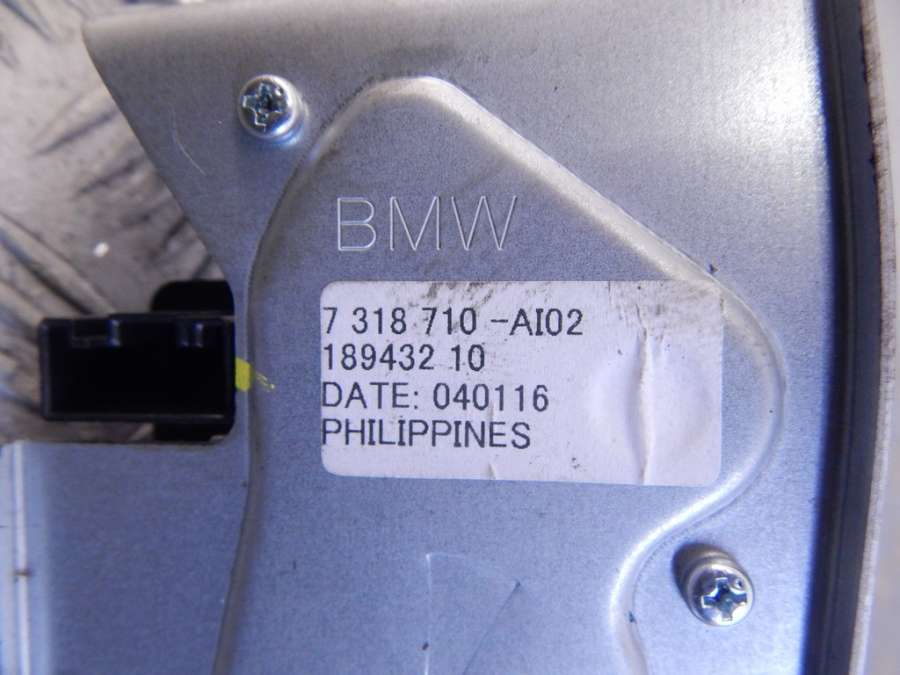 BMW
7 318 710 -AI02
189432 10
DATE: 040116
PHILIPPINES